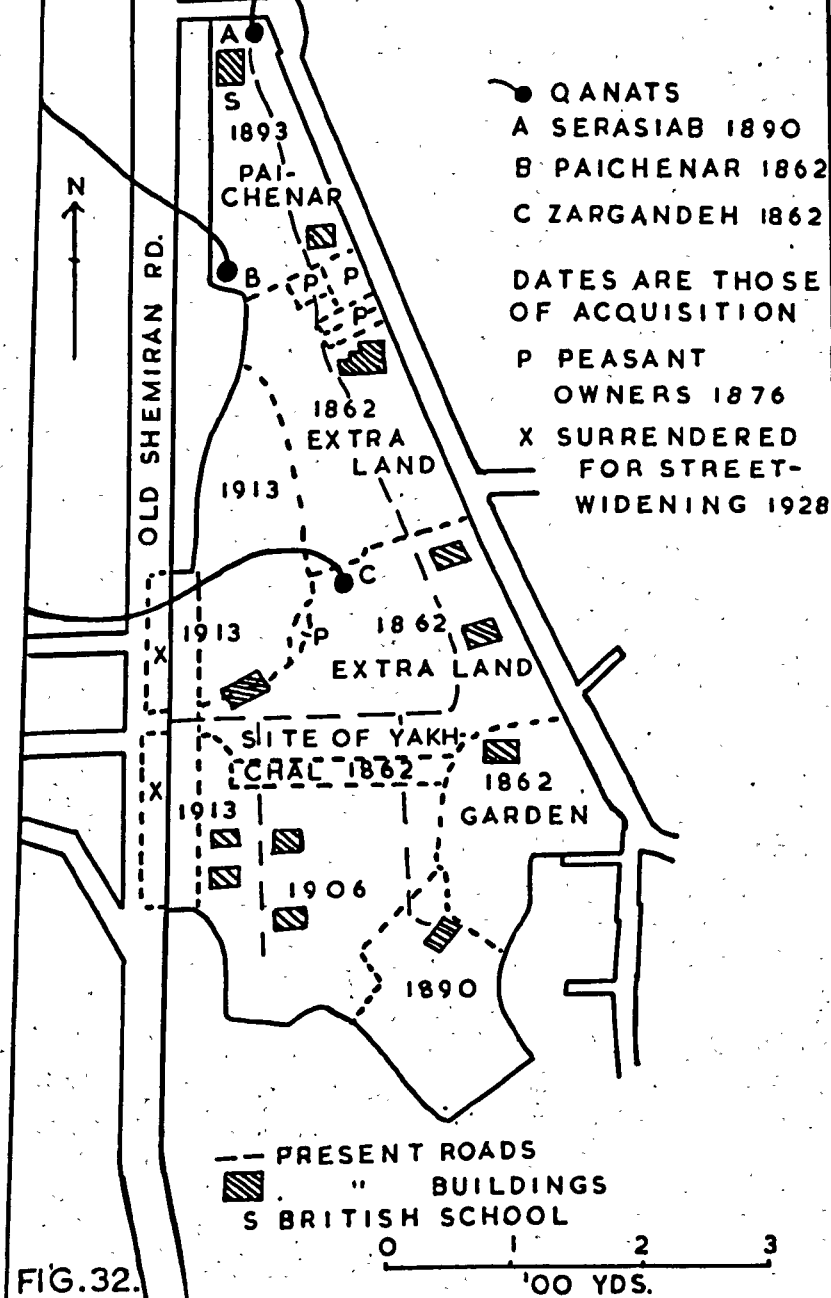 A
S
1893
PAI-
CHENAR
N
OLD SHEMIRAN RD.
B
P
P
P
1862
EXTRA
LAND
1913
C
1913
P
1862
EXTRA LAND
X
SITE OF YAKH
CHAL 1862
X
1913
1862
GARDEN
1906
1890
QANATS
A SERASIAB 1890
B PAICHENAR 1862
C ZARGANDEH 1862
DATES ARE THOSE
OF ACQUISITION
P PEASANT
OWNERS 1876
X SURRENDERED
FOR STREET-
WIDENING 1928
PRESENT ROADS
" BUILDINGS
S BRITISH SCHOOL
0 1 2 3
'00 YDS.
FIG.32.